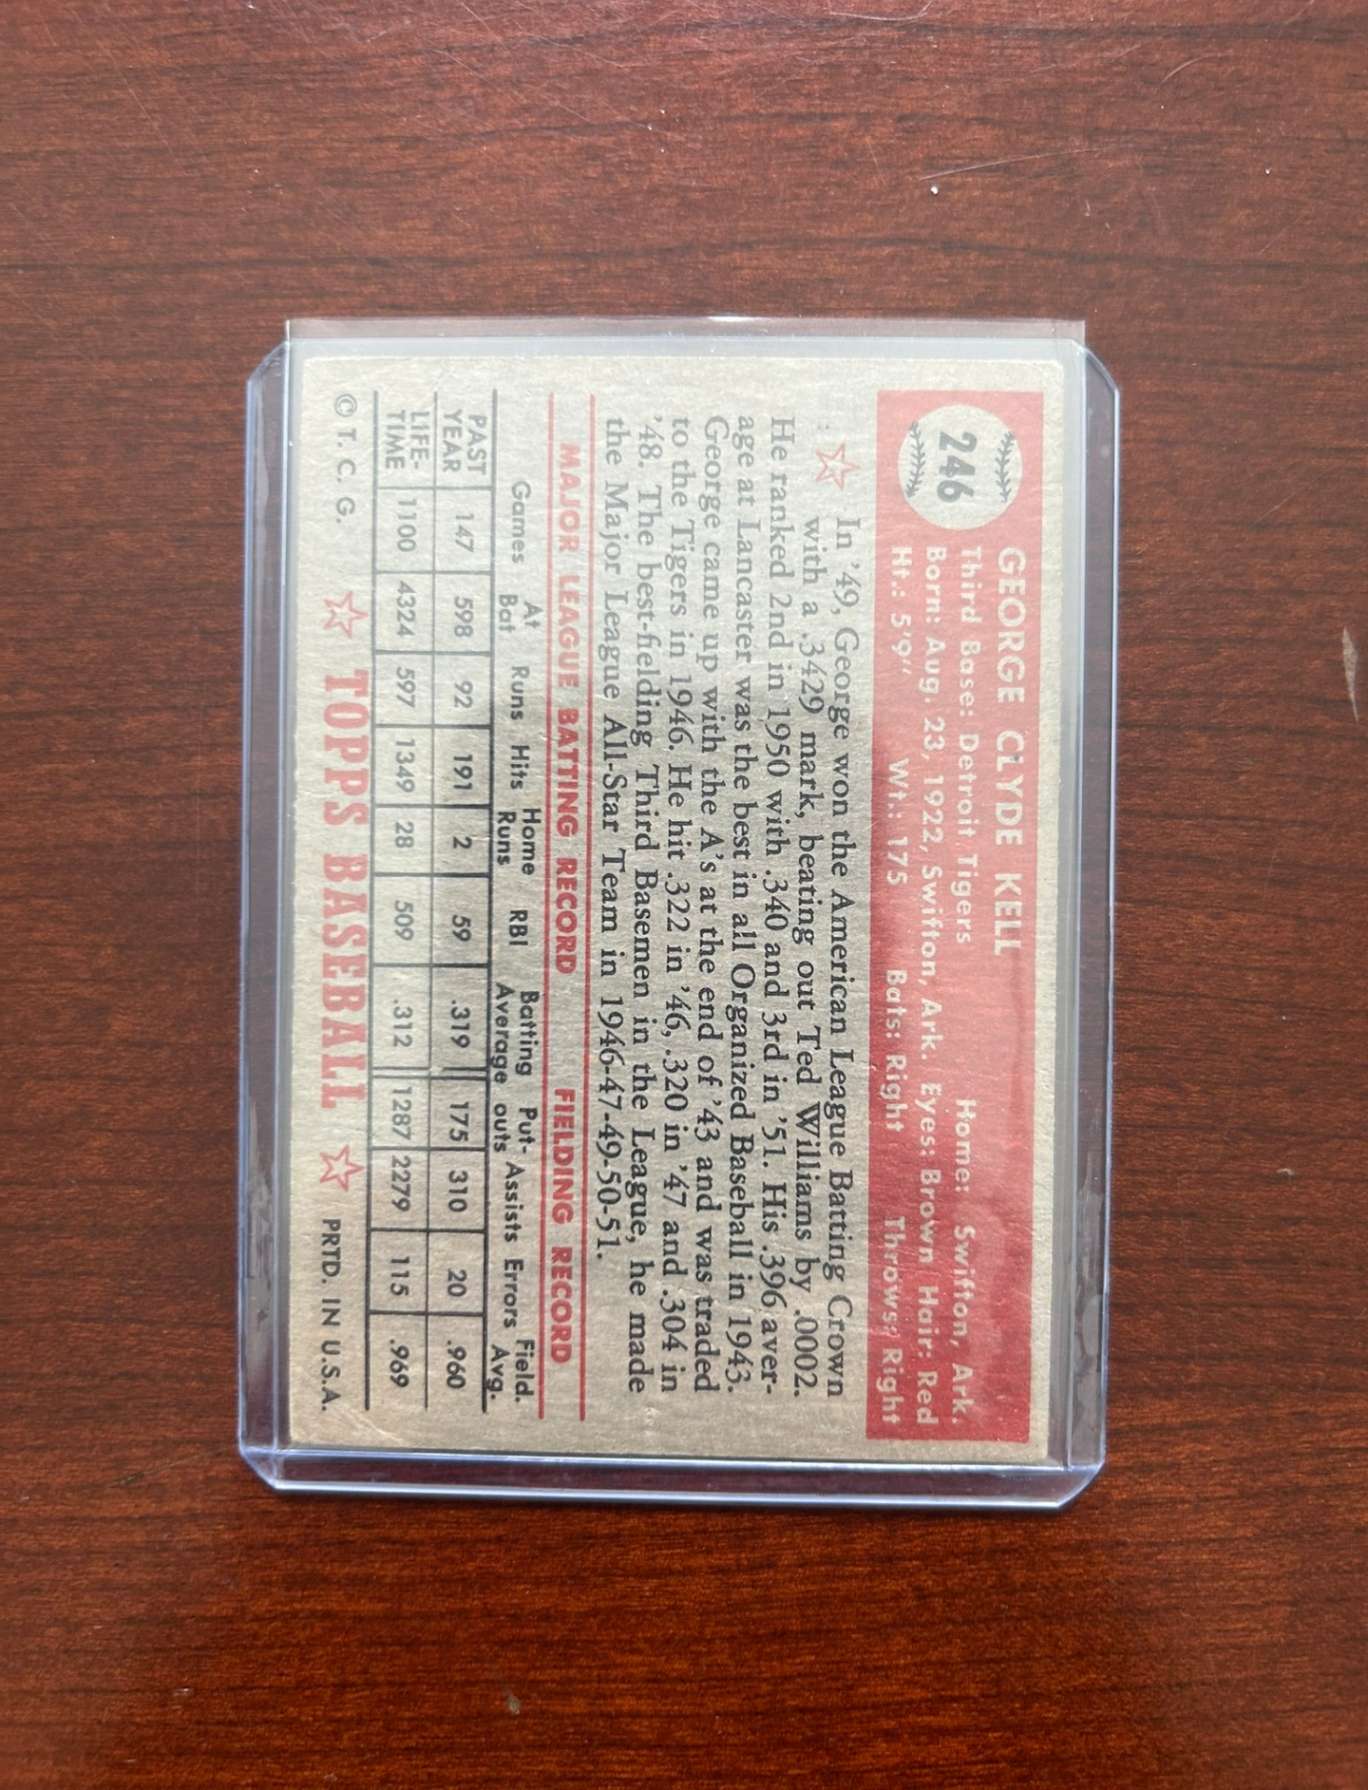 246
GEORGE CLYDE KELL
Third Base: Detroit Tigers Home: Swifton, Ark.
Born: Aug. 23, 1922, Swifton, Ark. Eyes: Brown Hair: Red
Ht.: 5'9" Wt.: 175 Bats: Right Throws: Right
In '49, George won the American League Batting Crown
with a .3429 mark, beating out Ted Williams by .0002.
He ranked 2nd in 1950 with .340 and 3rd in '51. His .396 aver-
age at Lancaster was the best in all Organized Baseball in 1943.
George came up with the A's at the end of '43 and was traded
to the Tigers in 1946. He hit .322 in '46, .320 in '47 and .304 in
'48. The best-fielding Third Basemen in the League, he made
the Major League All-Star Team in 1946-47-49-50-51.
MAJOR LEAGUE BATTING RECORD FIELDING RECORD
Games At Bat Runs Hits Home Runs RBI Batting Average Put-outs Assists Errors Field. Avg.
PAST YEAR 147 598 92 191 2 59 .319 175 310 20 .960
LIFE-TIME 1100 4324 597 1349 28 509 .312 1287 2279 115 .969
© T. C. G. TOPPS BASEBALL PRTD. IN U.S.A.